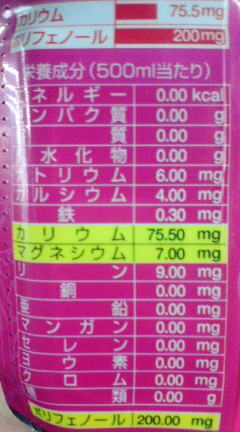 カリウム 75.5mg
ポリフェノール 200mg
栄養成分(500ml当たり)
ネルギー 0.00 kcal
ンパク質 0.00 g
質 0.00 g
水化物 0.00 g
トリウム 6.00 mg
カルシウム 4.00 mg
鉄 0.30 mg
カリウム 75.50 mg
マグネシウム 7.00 mg
リン 9.00 mg
銅 0.00 mg
亜鉛 0.00 mg
マンガン 0.00 mg
セレン 0.00 mg
ヨウ素 0.00 mg
クロム 0.00 mg
類 0.00 g
ポリフェノール 200.00 mg